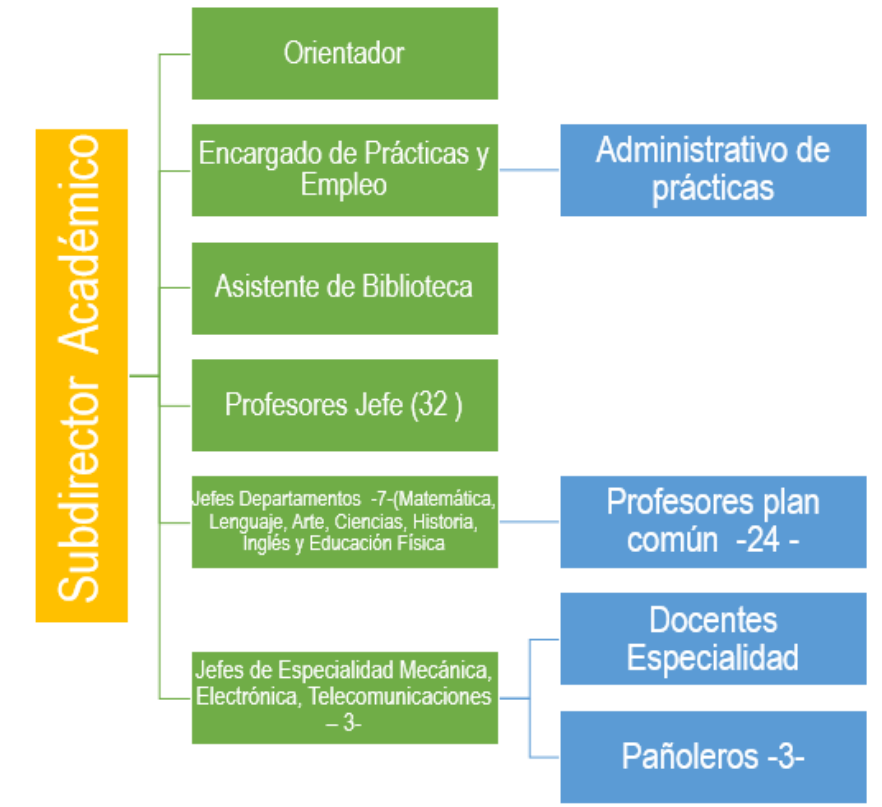 Subdirector Académico
Orientador
Encargado de Prácticas y
Empleo
Administrativo de
prácticas
Asistente de Biblioteca
Profesores Jefe (32 )
Jefes Departamentos -7-(Matemática,
Lenguaje, Arte, Ciencias, Historia,
Inglés y Educación Física
Profesores plan
común -24 -
Jefes de Especialidad Mecánica,
Electrónica, Telecomunicaciones
– 3-
Docentes
Especialidad
Pañoleros -3-